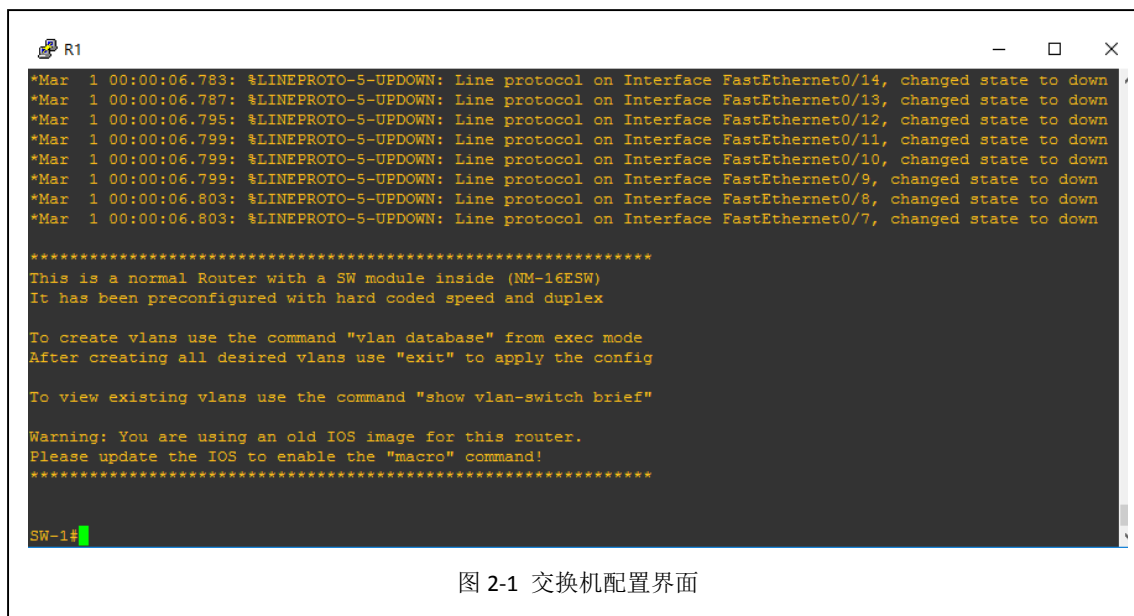 R1
*Mar  1 00:00:06.783: %LINEPROTO-5-UPDOWN: Line protocol on Interface FastEthernet0/14, changed state to down
*Mar  1 00:00:06.787: %LINEPROTO-5-UPDOWN: Line protocol on Interface FastEthernet0/13, changed state to down
*Mar  1 00:00:06.795: %LINEPROTO-5-UPDOWN: Line protocol on Interface FastEthernet0/12, changed state to down
*Mar  1 00:00:06.799: %LINEPROTO-5-UPDOWN: Line protocol on Interface FastEthernet0/11, changed state to down
*Mar  1 00:00:06.799: %LINEPROTO-5-UPDOWN: Line protocol on Interface FastEthernet0/10, changed state to down
*Mar  1 00:00:06.799: %LINEPROTO-5-UPDOWN: Line protocol on Interface FastEthernet0/9, changed state to down
*Mar  1 00:00:06.803: %LINEPROTO-5-UPDOWN: Line protocol on Interface FastEthernet0/8, changed state to down
*Mar  1 00:00:06.803: %LINEPROTO-5-UPDOWN: Line protocol on Interface FastEthernet0/7, changed state to down
***************************************************************
This is a normal Router with a SW module inside (NM-16ESW)
It has been preconfigured with hard coded speed and duplex
To create vlans use the command "vlan database" from exec mode
After creating all desired vlans use "exit" to apply the config
To view existing vlans use the command "show vlan-switch brief"
Warning: You are using an old IOS image for this router.
Please update the IOS to enable the "macro" command!
***************************************************************
SW-1#
图 2-1 交换机配置界面